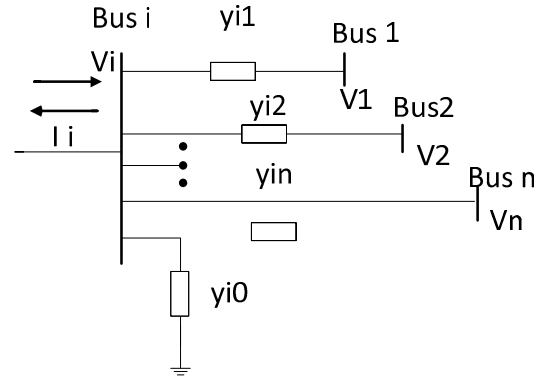 Bus i
yi1
Bus 1
Vi
V1
yi2
Bus2
I i
V2
yin
Bus n
Vn
yi0